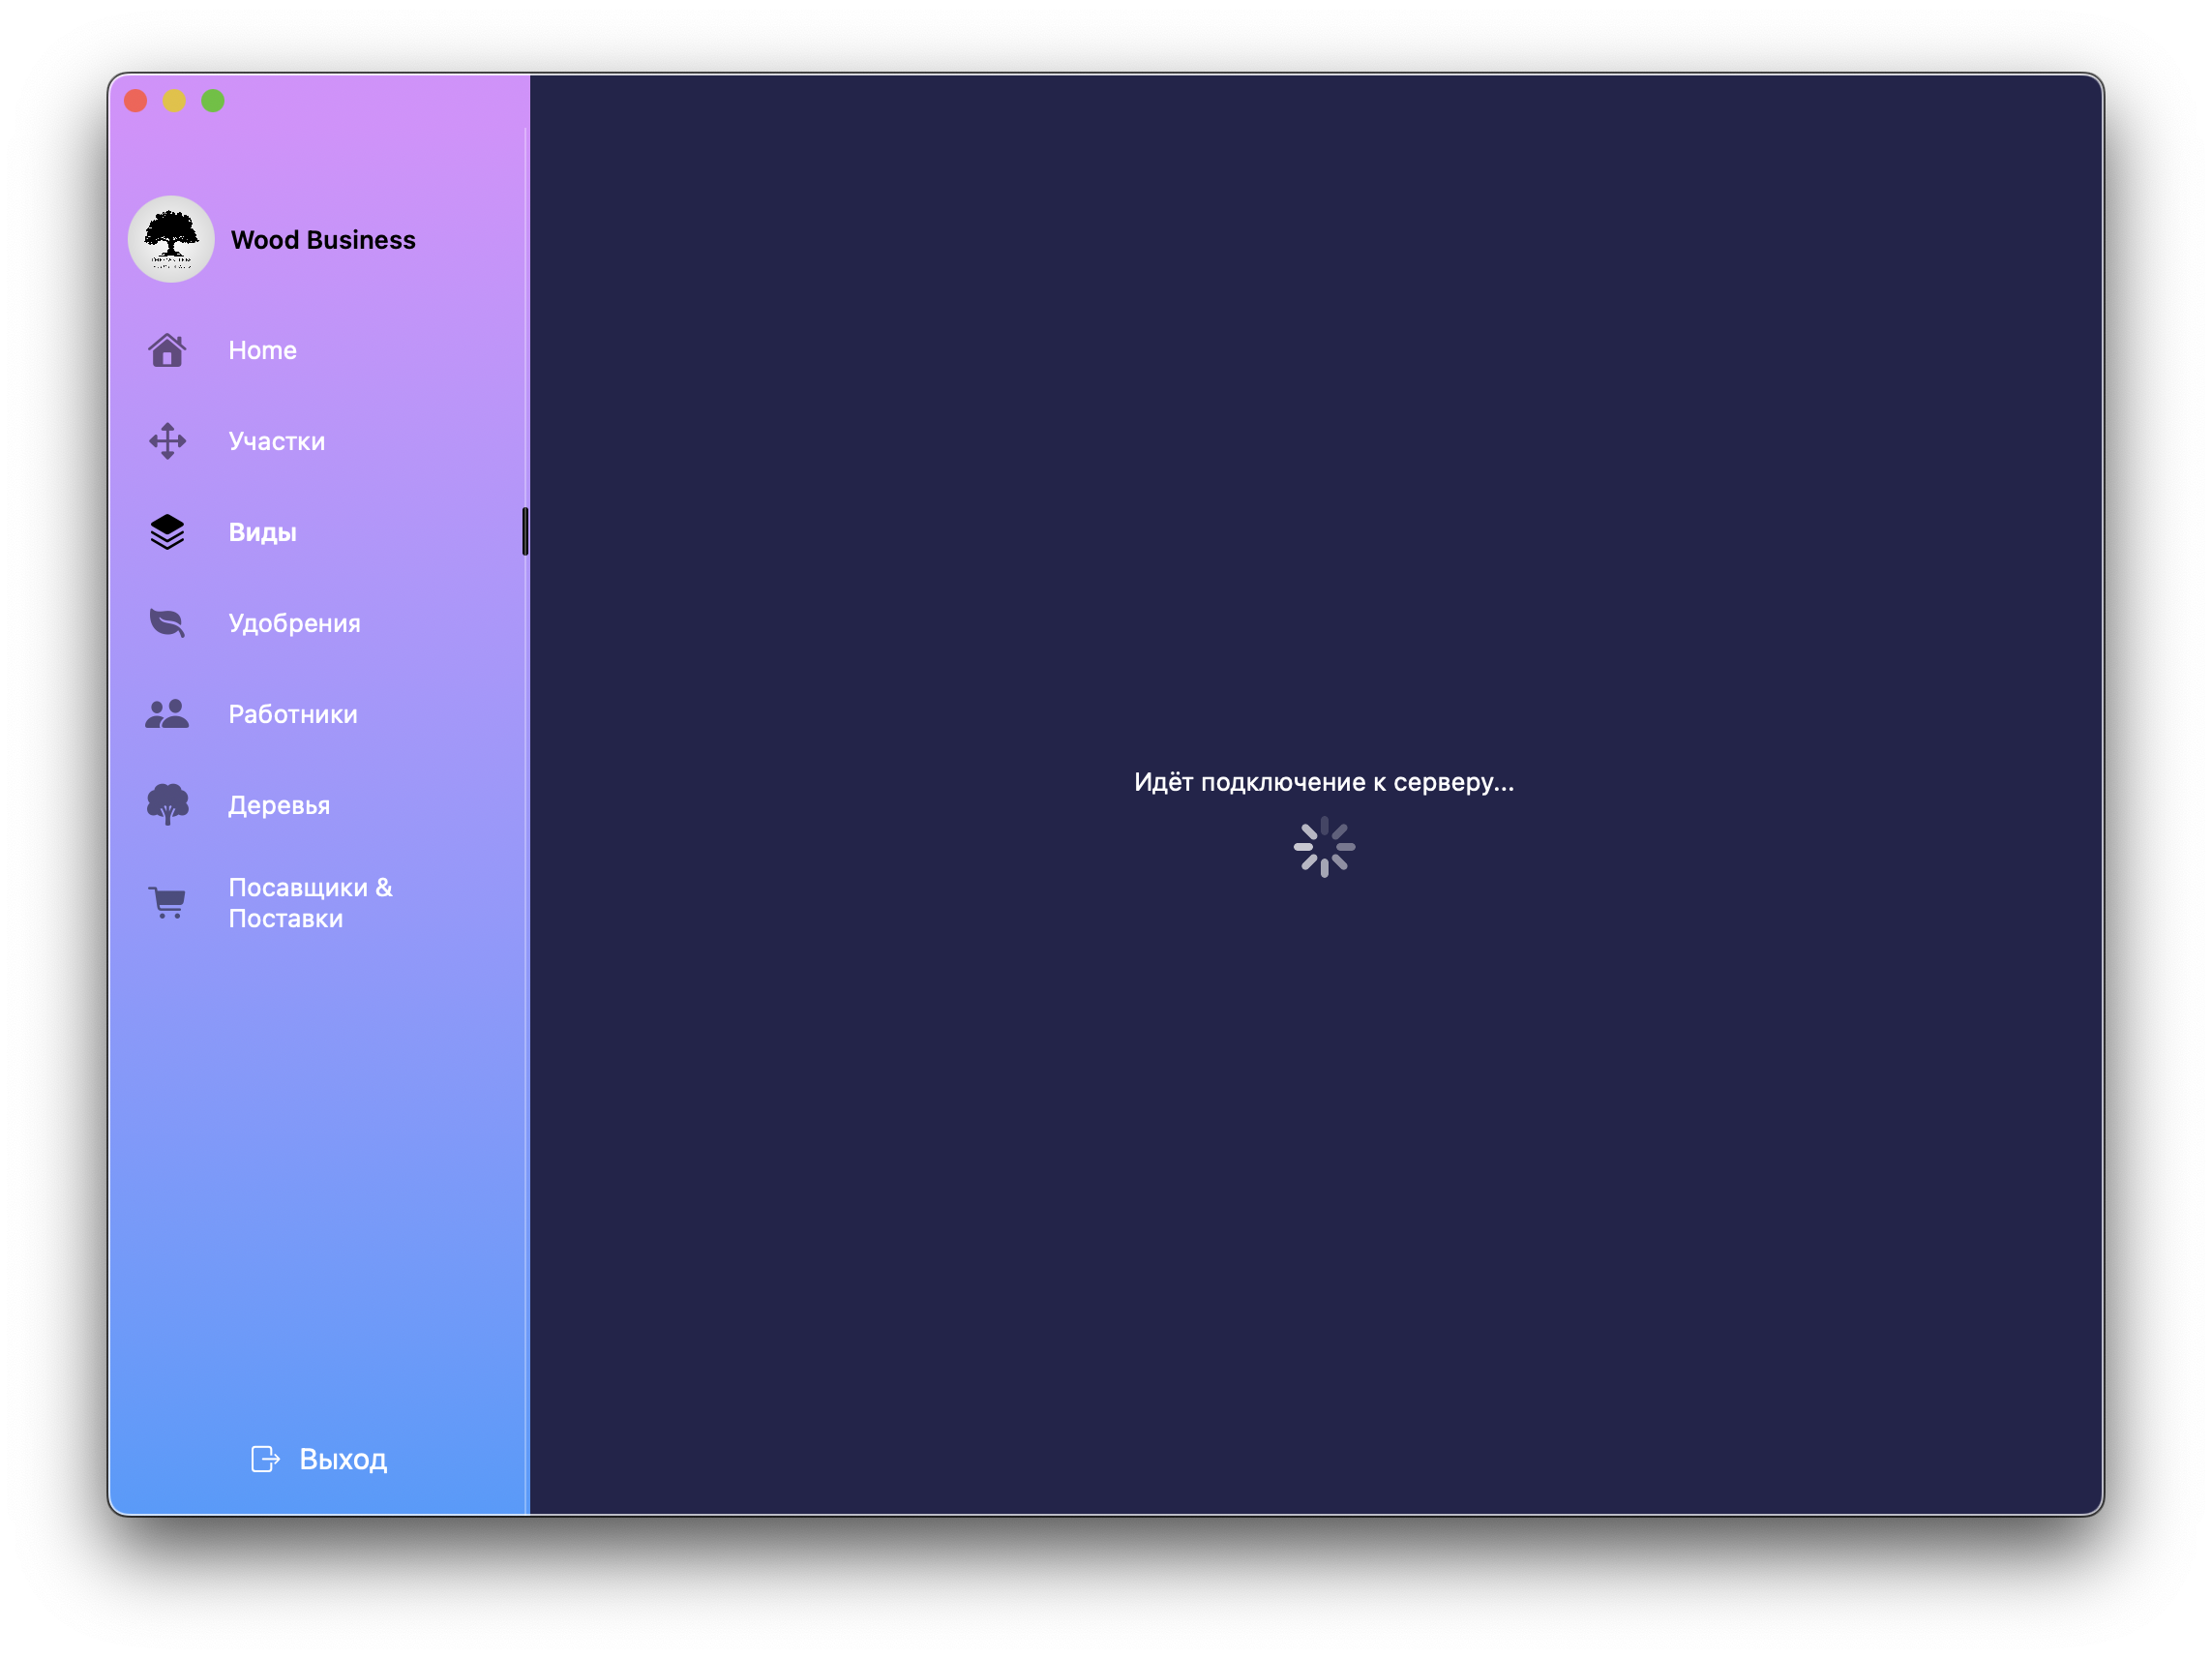 Wood Business
Home
Участки
Виды
Удобрения
Работники
Деревья
Посавщики &
Поставки
Выход
Идёт подключение к серверу...